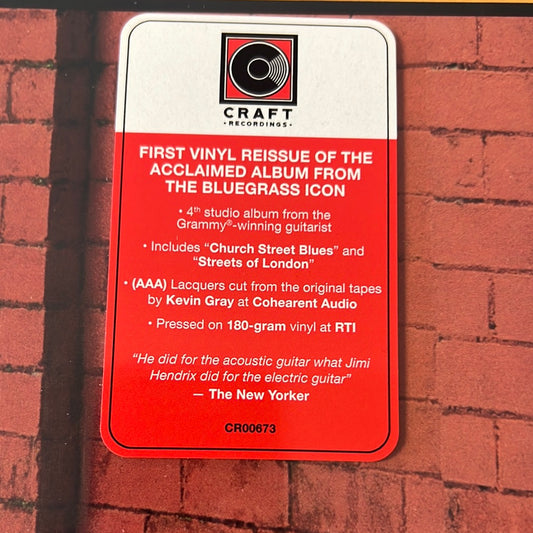 CRAFT
• RECORDINGS •
FIRST VINYL REISSUE OF THE
ACCLAIMED ALBUM FROM
THE BLUEGRASS ICON
• 4th studio album from the
Grammy®-winning guitarist
• Includes “Church Street Blues” and
“Streets of London”
• (AAA) Lacquers cut from the original tapes
by Kevin Gray at Cohearent Audio
• Pressed on 180-gram vinyl at RTI
“He did for the acoustic guitar what Jimi
Hendrix did for the electric guitar”
— The New Yorker
CR00673